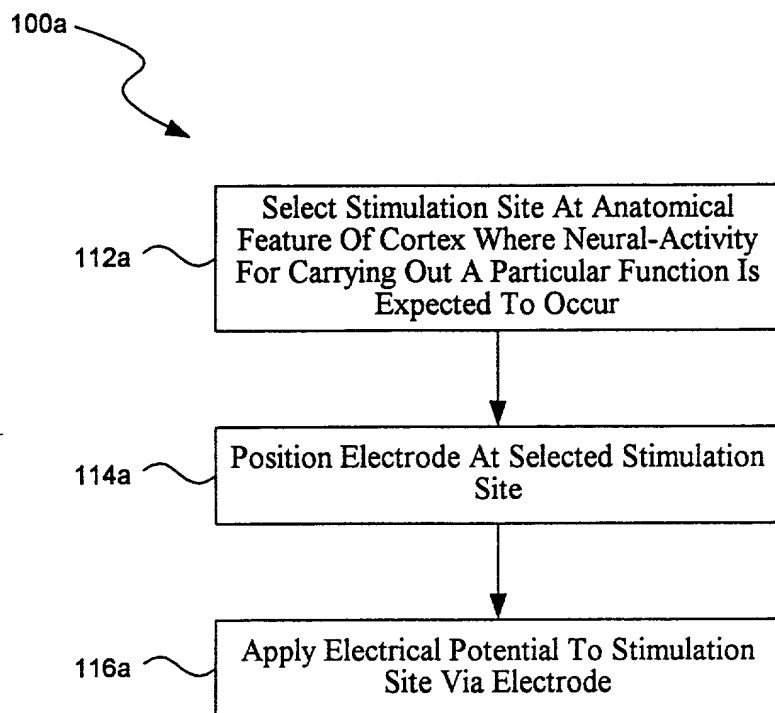 100a
112a
Select Stimulation Site At Anatomical
Feature Of Cortex Where Neural-Activity
For Carrying Out A Particular Function Is
Expected To Occur
114a
Position Electrode At Selected Stimulation
Site
116a
Apply Electrical Potential To Stimulation
Site Via Electrode